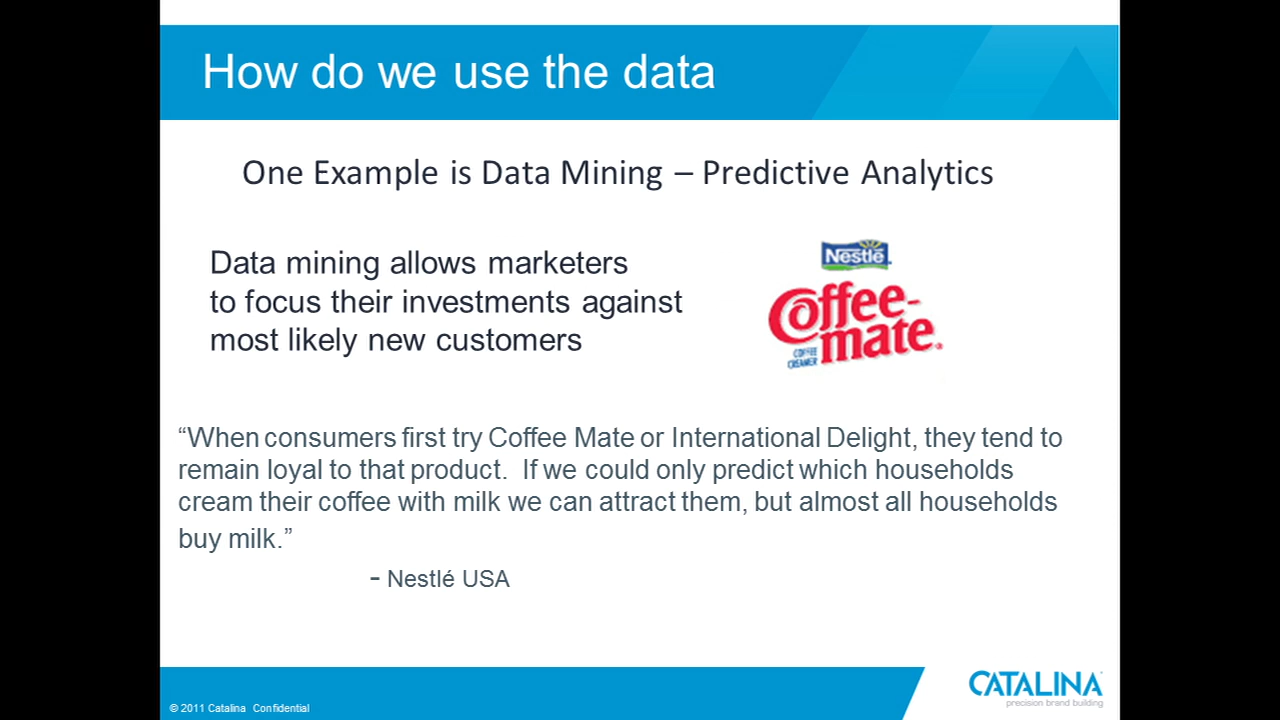 How do we use the data
One Example is Data Mining – Predictive Analytics
Data mining allows marketers
to focus their investments against
most likely new customers
Nestlé
Coffee-
mate®
COFFEE
CREAMER
“When consumers first try Coffee Mate or International Delight, they tend to
remain loyal to that product.  If we could only predict which households
cream their coffee with milk we can attract them, but almost all households
buy milk.”
- Nestlé USA
© 2011 Catalina Confidential
CATALINA
precision brand building